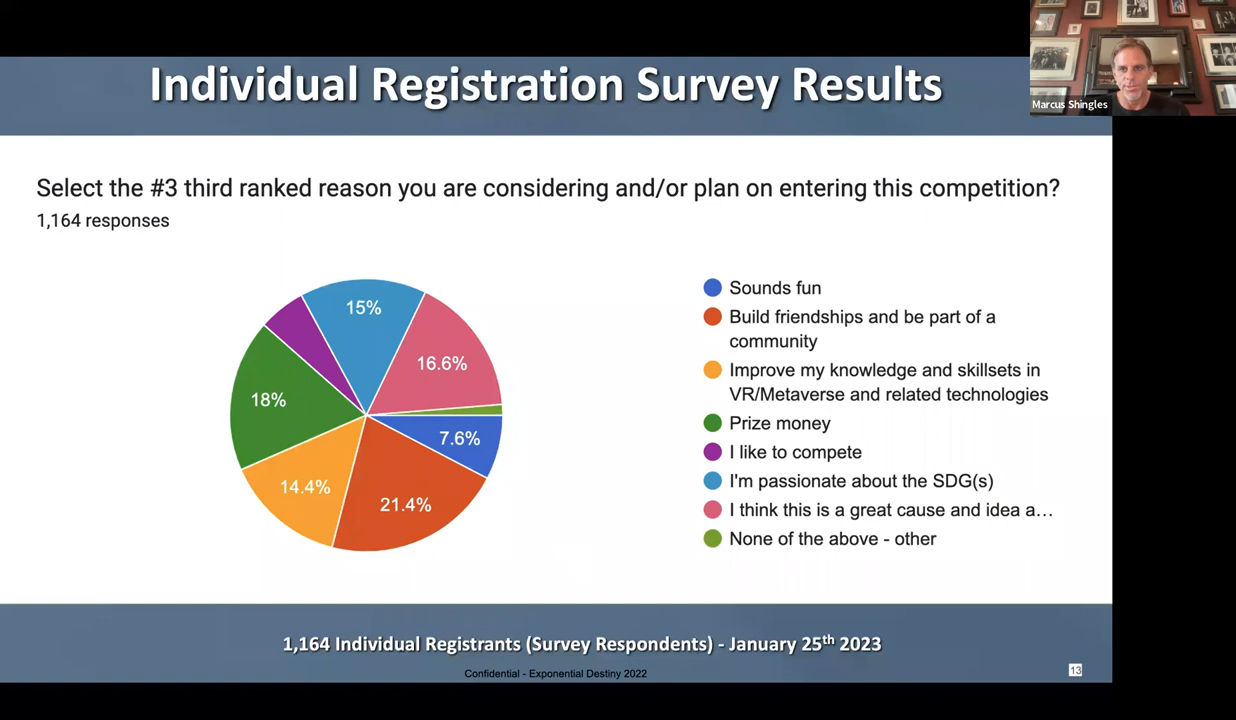 Individual Registration Survey Results
Marcus Shingles
Select the #3 third ranked reason you are considering and/or plan on entering this competition?
1,164 responses
15%
16.6%
18%
7.6%
14.4%
21.4%
Sounds fun
Build friendships and be part of a
community
Improve my knowledge and skillsets in
VR/Metaverse and related technologies
Prize money
I like to compete
I'm passionate about the SDG(s)
I think this is a great cause and idea a…
None of the above - other
1,164 Individual Registrants (Survey Respondents) - January 25th 2023
Confidential - Exponential Destiny 2022
13